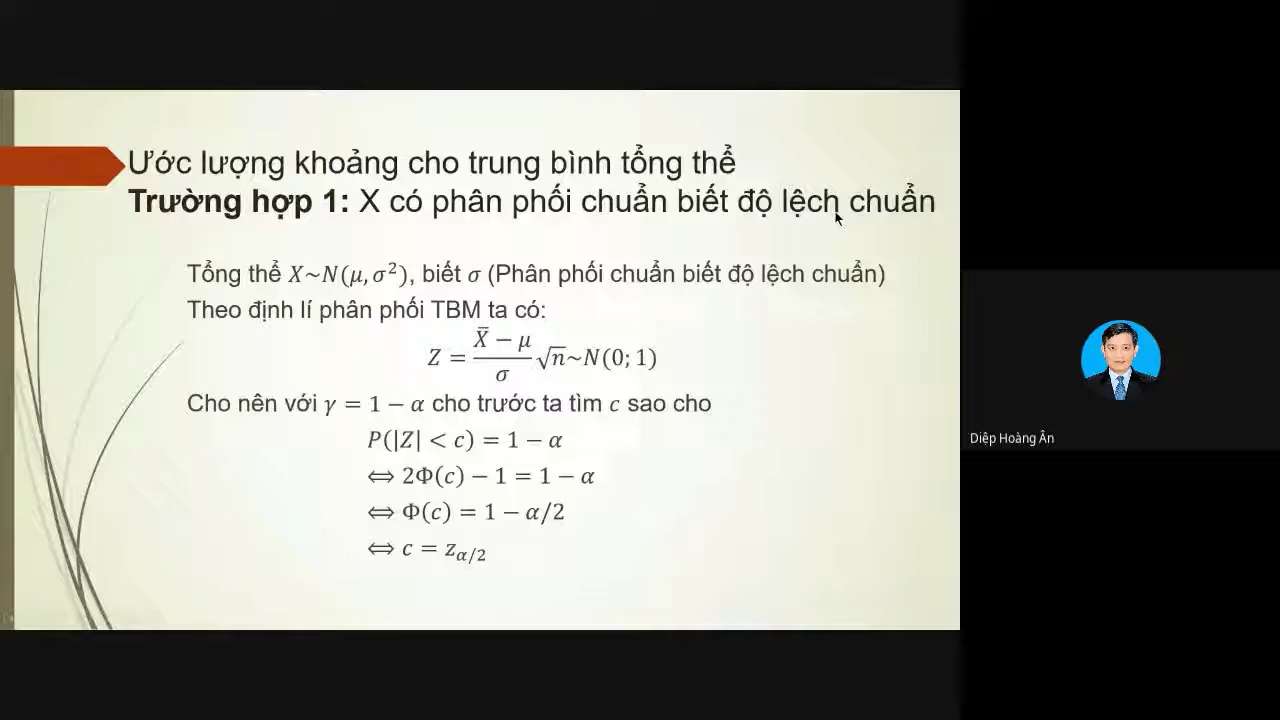 Ước lượng khoảng cho trung bình tổng thể
Trường hợp 1: X có phân phối chuẩn biết độ lệch chuẩn
Tổng thể 𝑋~𝑁(𝜇, 𝜎²), biết 𝜎 (Phân phối chuẩn biết độ lệch chuẩn)
Theo định lí phân phối TBM ta có:
Z = (X̄ − μ)/σ √n~N(0; 1)
Cho nên với γ = 1 − α cho trước ta tìm c sao cho
P(|Z| < c) = 1 − α
⟺ 2Φ(c) − 1 = 1 − α
⟺ Φ(c) = 1 − α/2
⟺ c = z_{α/2}
Diệp Hoàng Ân